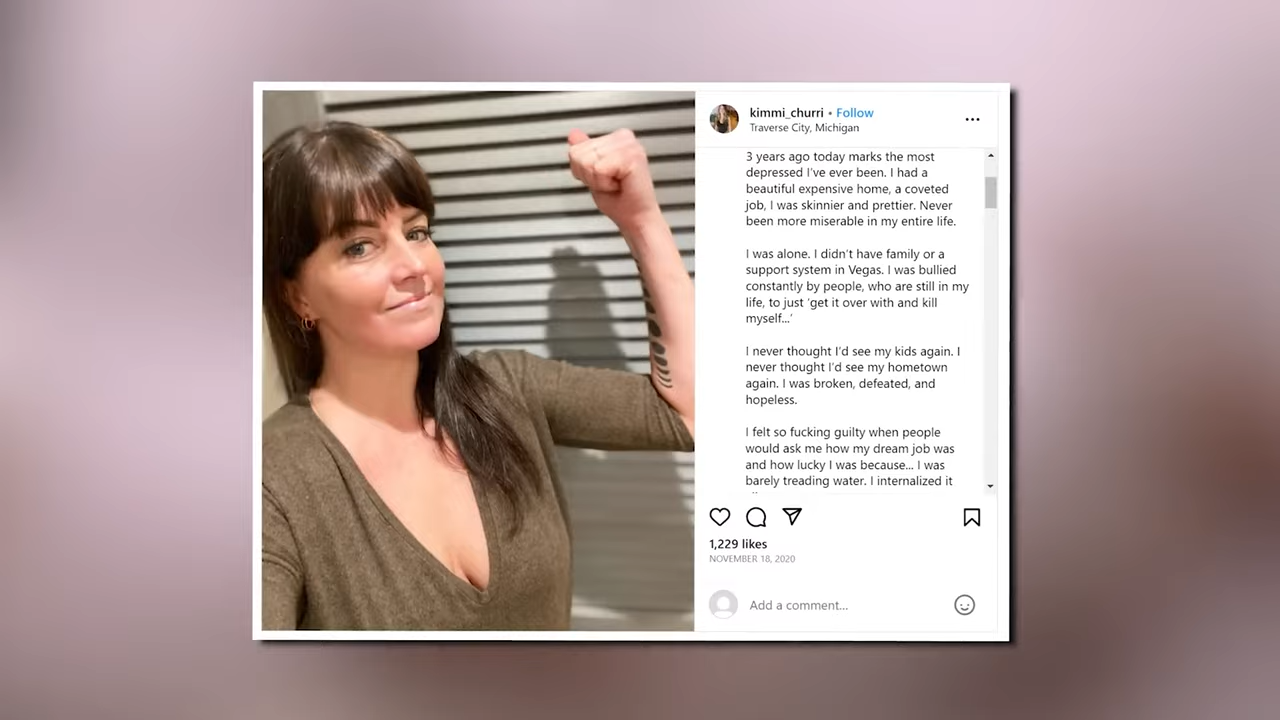 kimmi_churri • Follow
Traverse City, Michigan
3 years ago today marks the most
depressed I've ever been. I had a
beautiful expensive home, a coveted
job, I was skinnier and prettier. Never
been more miserable in my entire life.
I was alone. I didn't have family or a
support system in Vegas. I was bullied
constantly by people, who are still in my
life, to just 'get it over with and kill
myself...'
I never thought I'd see my kids again. I
never thought I'd see my hometown
again. I was broken, defeated, and
hopeless.
I felt so fucking guilty when people
would ask me how my dream job was
and how lucky I was because... I was
barely treading water. I internalized it
1,229 likes
NOVEMBER 18, 2020
Add a comment...